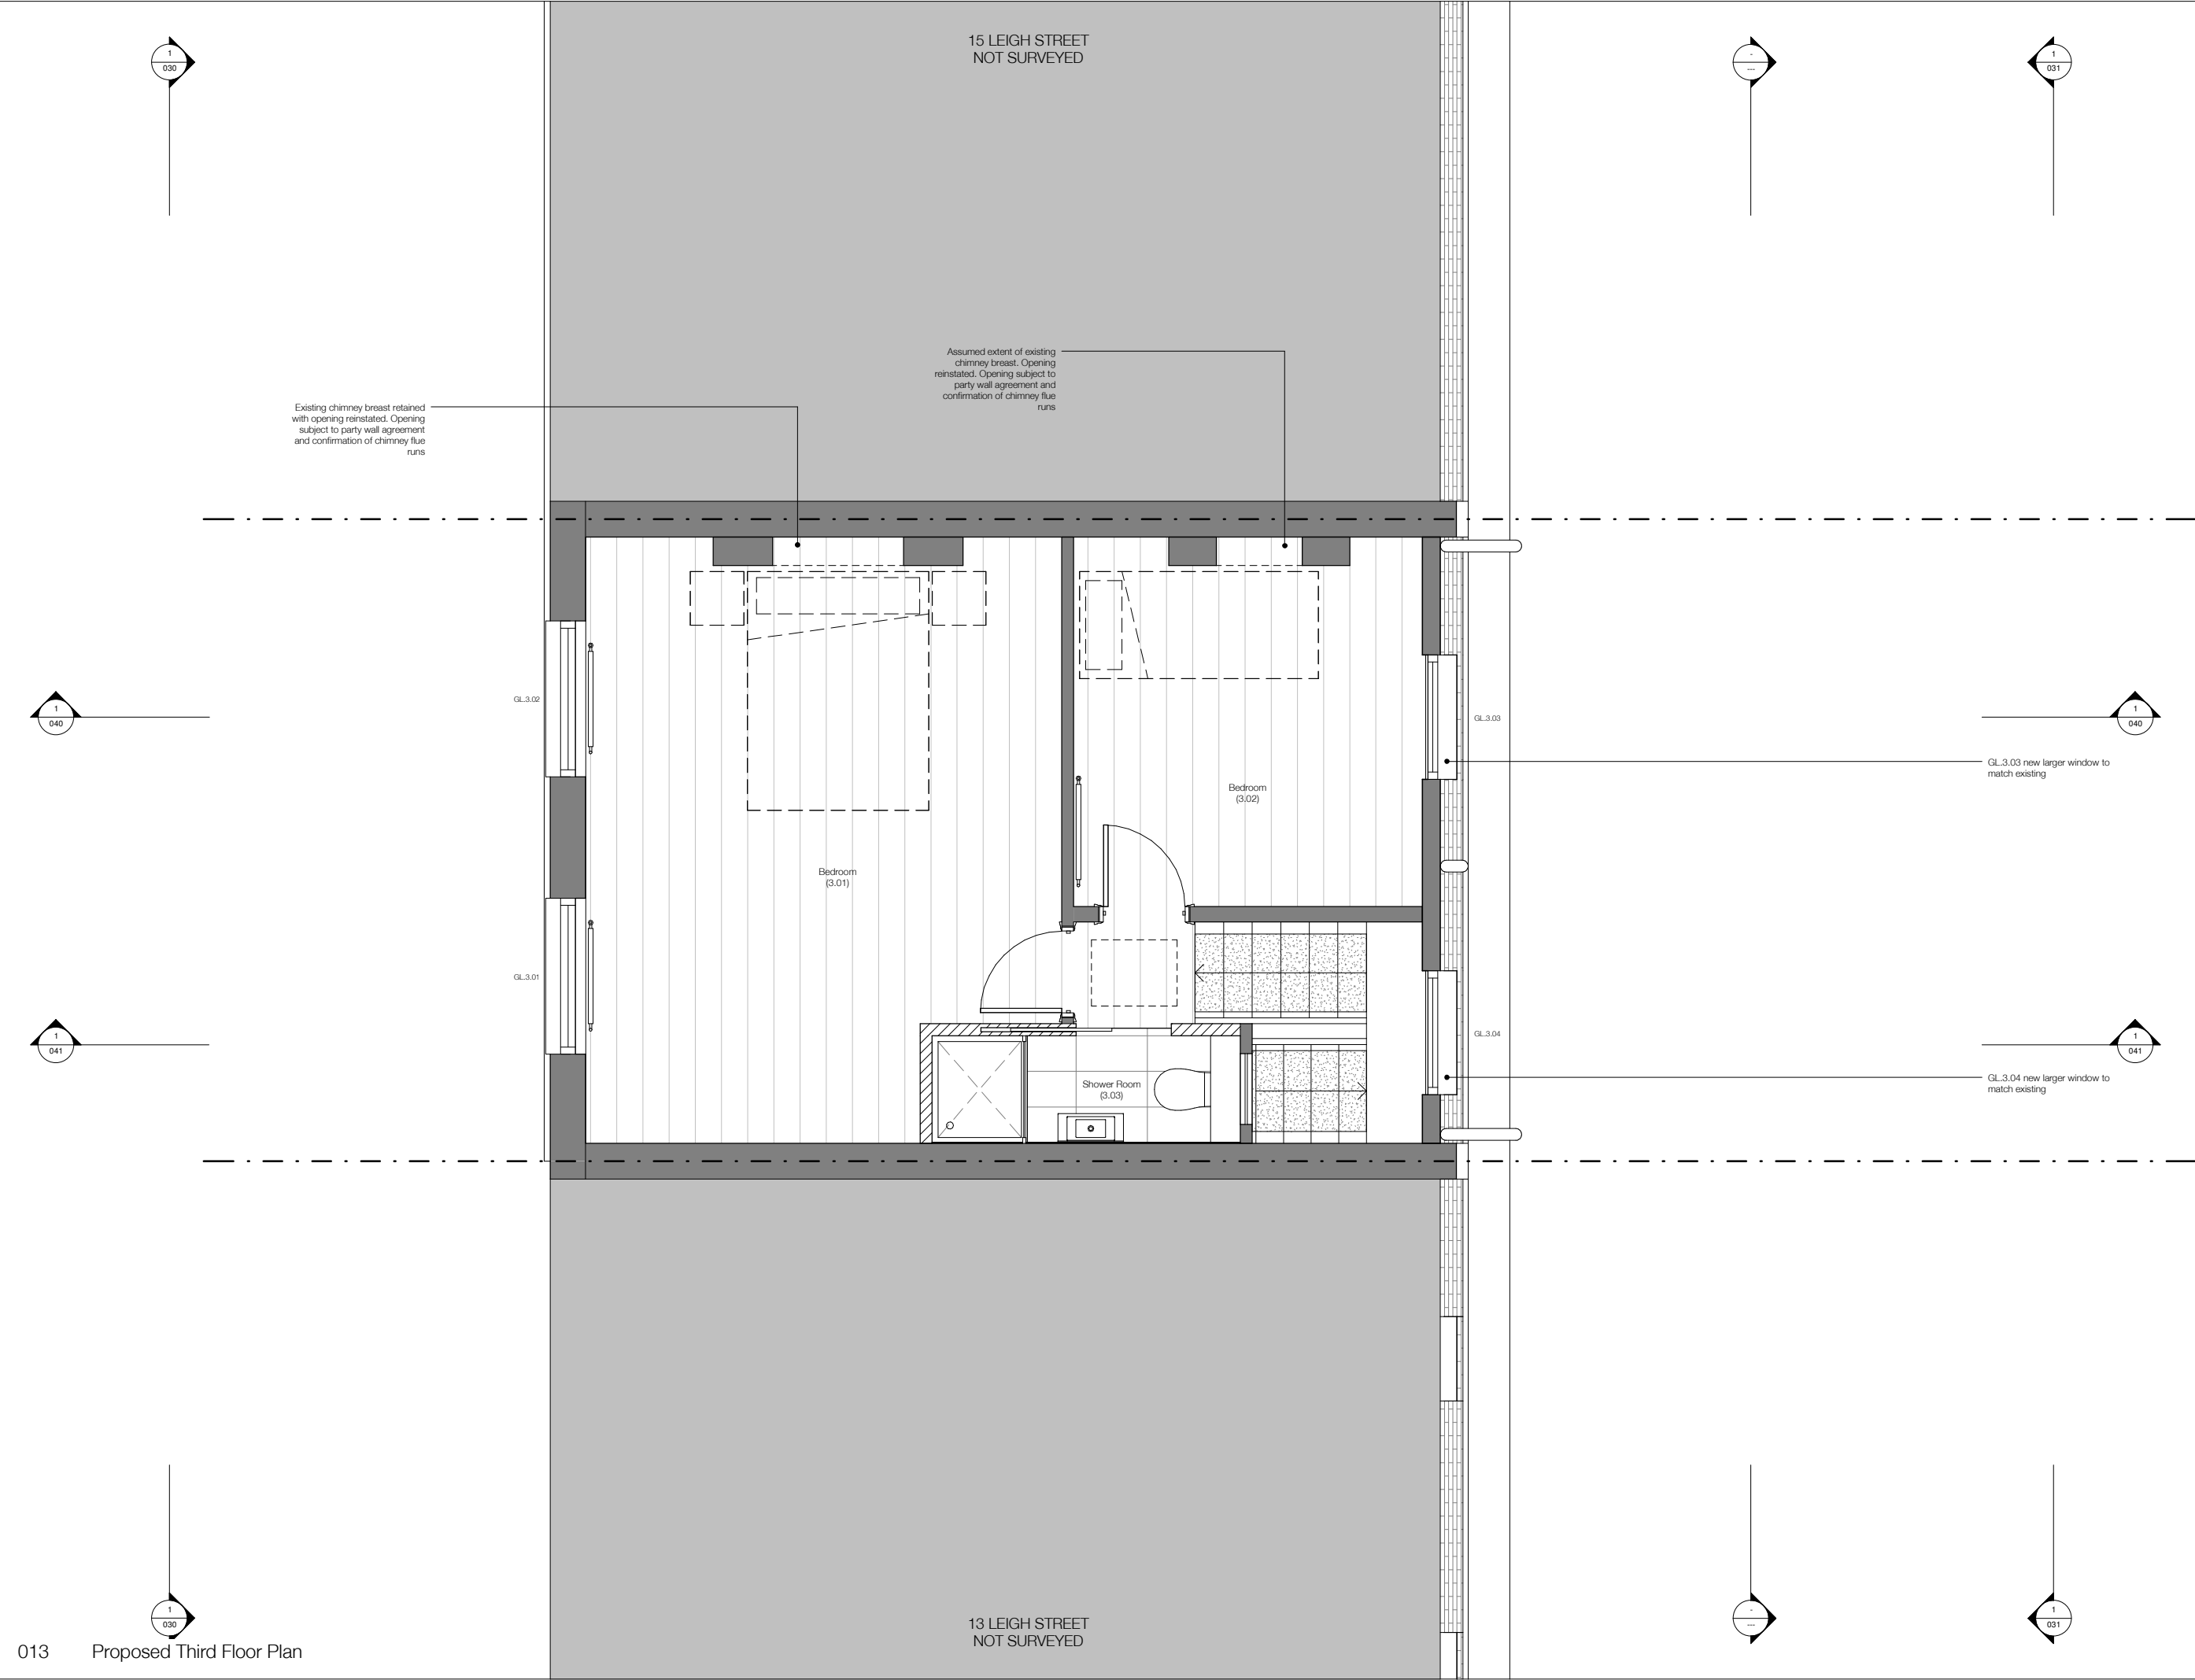 15 LEIGH STREET
NOT SURVEYED
1
030
-
---
1
031
Assumed extent of existing
chimney breast. Opening
reinstated. Opening subject to
party wall agreement and
confirmation of chimney flue
runs
Existing chimney breast retained
with opening reinstated. Opening
subject to party wall agreement
and confirmation of chimney flue
runs
GL.3.02
1
040
GL.3.03
1
040
GL.3.03 new larger window to
match existing
Bedroom
(3.02)
Bedroom
(3.01)
GL.3.01
1
041
GL.3.04
1
041
GL.3.04 new larger window to
match existing
Shower Room
(3.03)
1
030
-
---
1
031
13 LEIGH STREET
NOT SURVEYED
013 Proposed Third Floor Plan